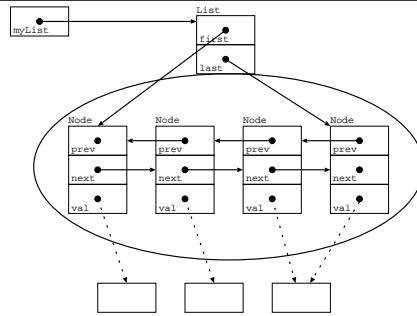 List
myList
first
last
Node Node Node Node
prev prev prev prev
next next next next
val val val val